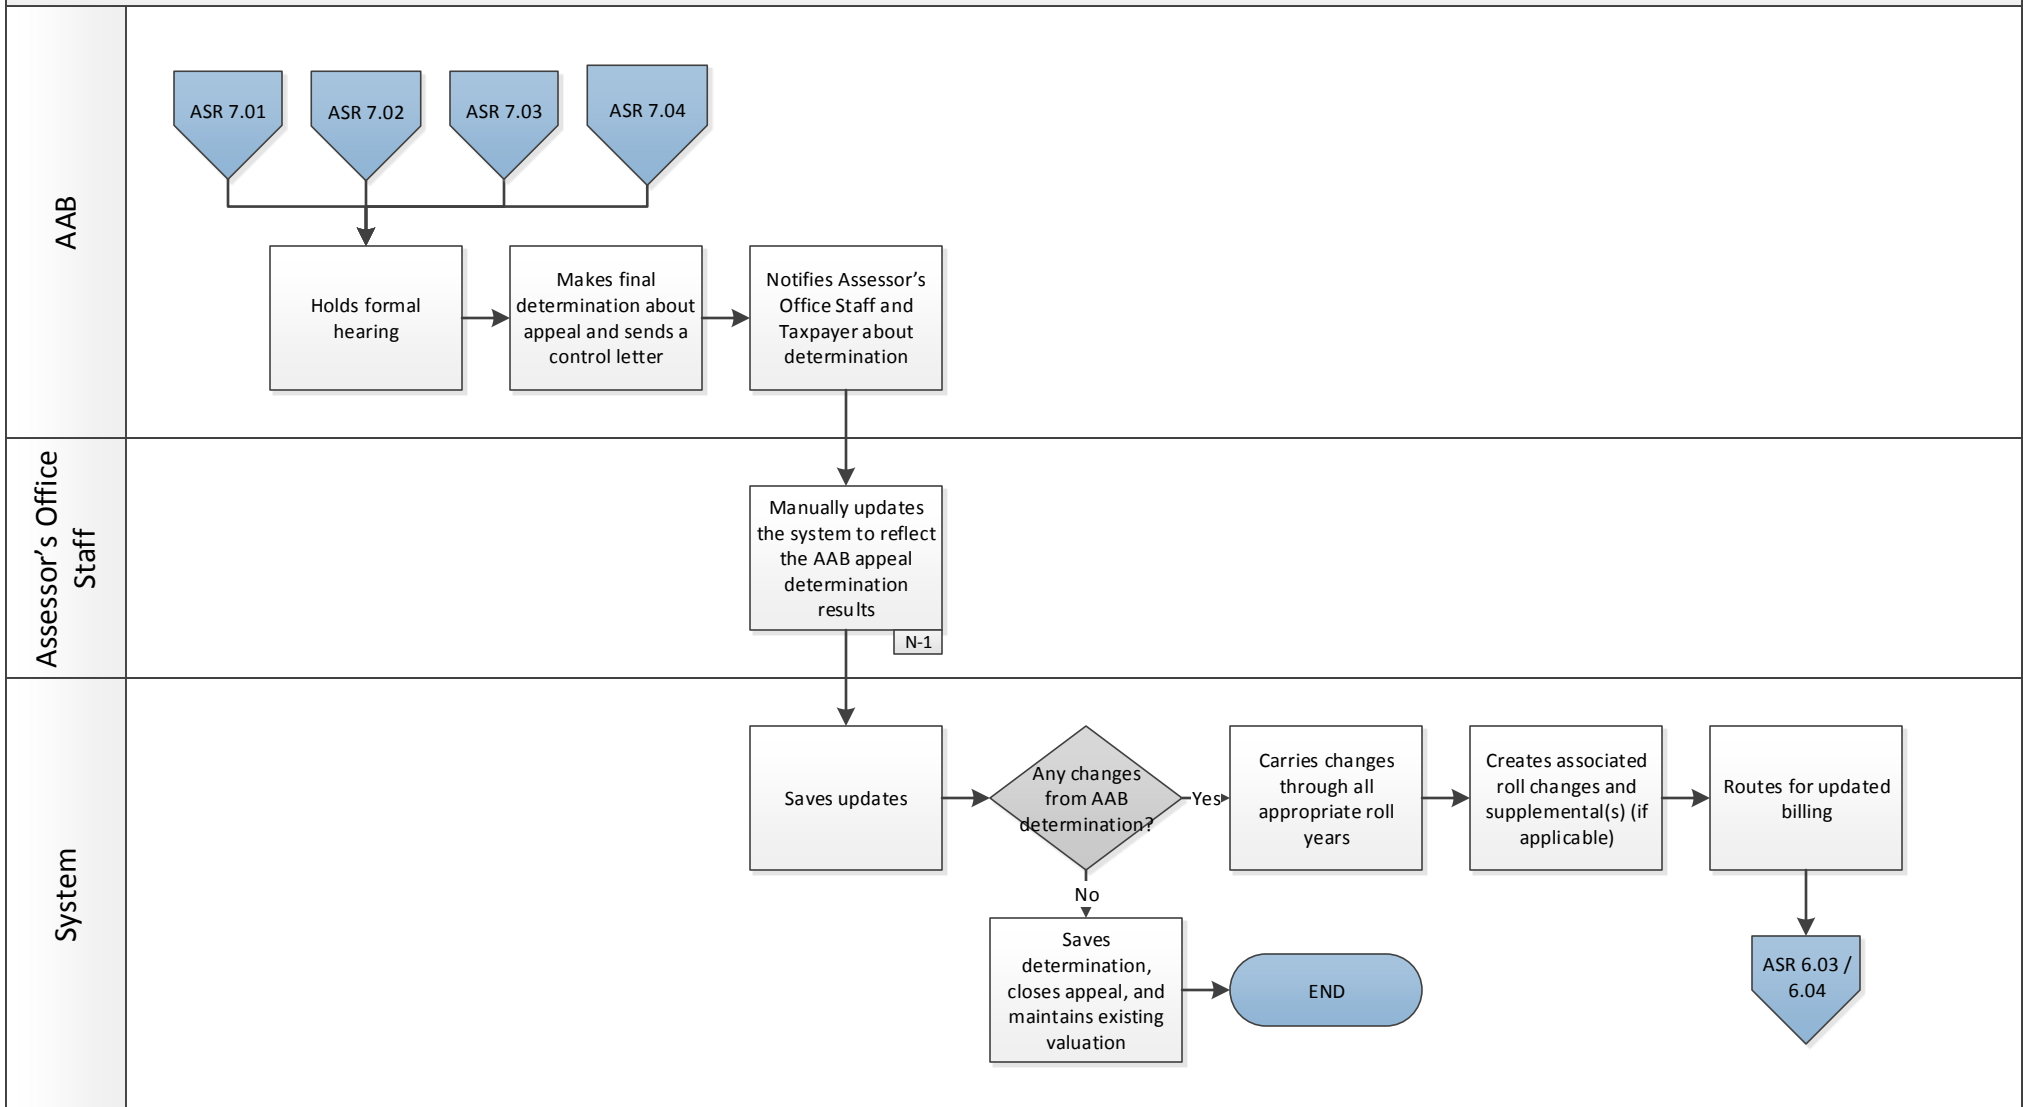 AAB
ASR 7.01
ASR 7.02
ASR 7.03
ASR 7.04
Holds formal
hearing
Makes final
determination about
appeal and sends a
control letter
Notifies Assessor’s
Office Staff and
Taxpayer about
determination
Assessor’s Office
Staff
Manually updates
the system to reflect
the AAB appeal
determination
results
N-1
System
Saves updates
Any changes
from AAB
determination?
Yes
Carries changes
through all
appropriate roll
years
Creates associated
roll changes and
supplemental(s) (if
applicable)
Routes for updated
billing
No
Saves
determination,
closes appeal, and
maintains existing
valuation
END
ASR 6.03 /
6.04